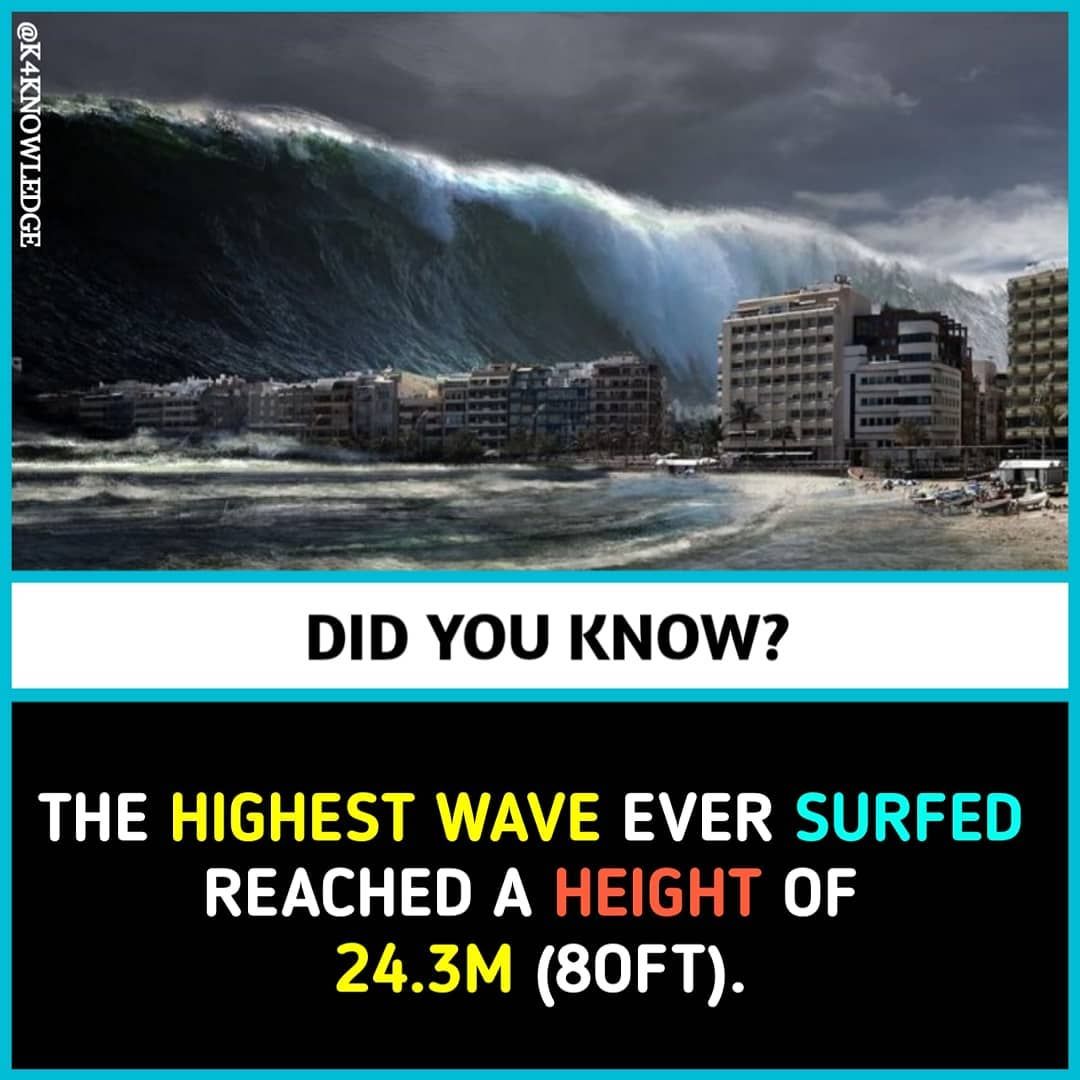 @K4KNOWLEDGE
DID YOU KNOW?
THE HIGHEST WAVE EVER SURFED
REACHED A HEIGHT OF
24.3M (80FT).